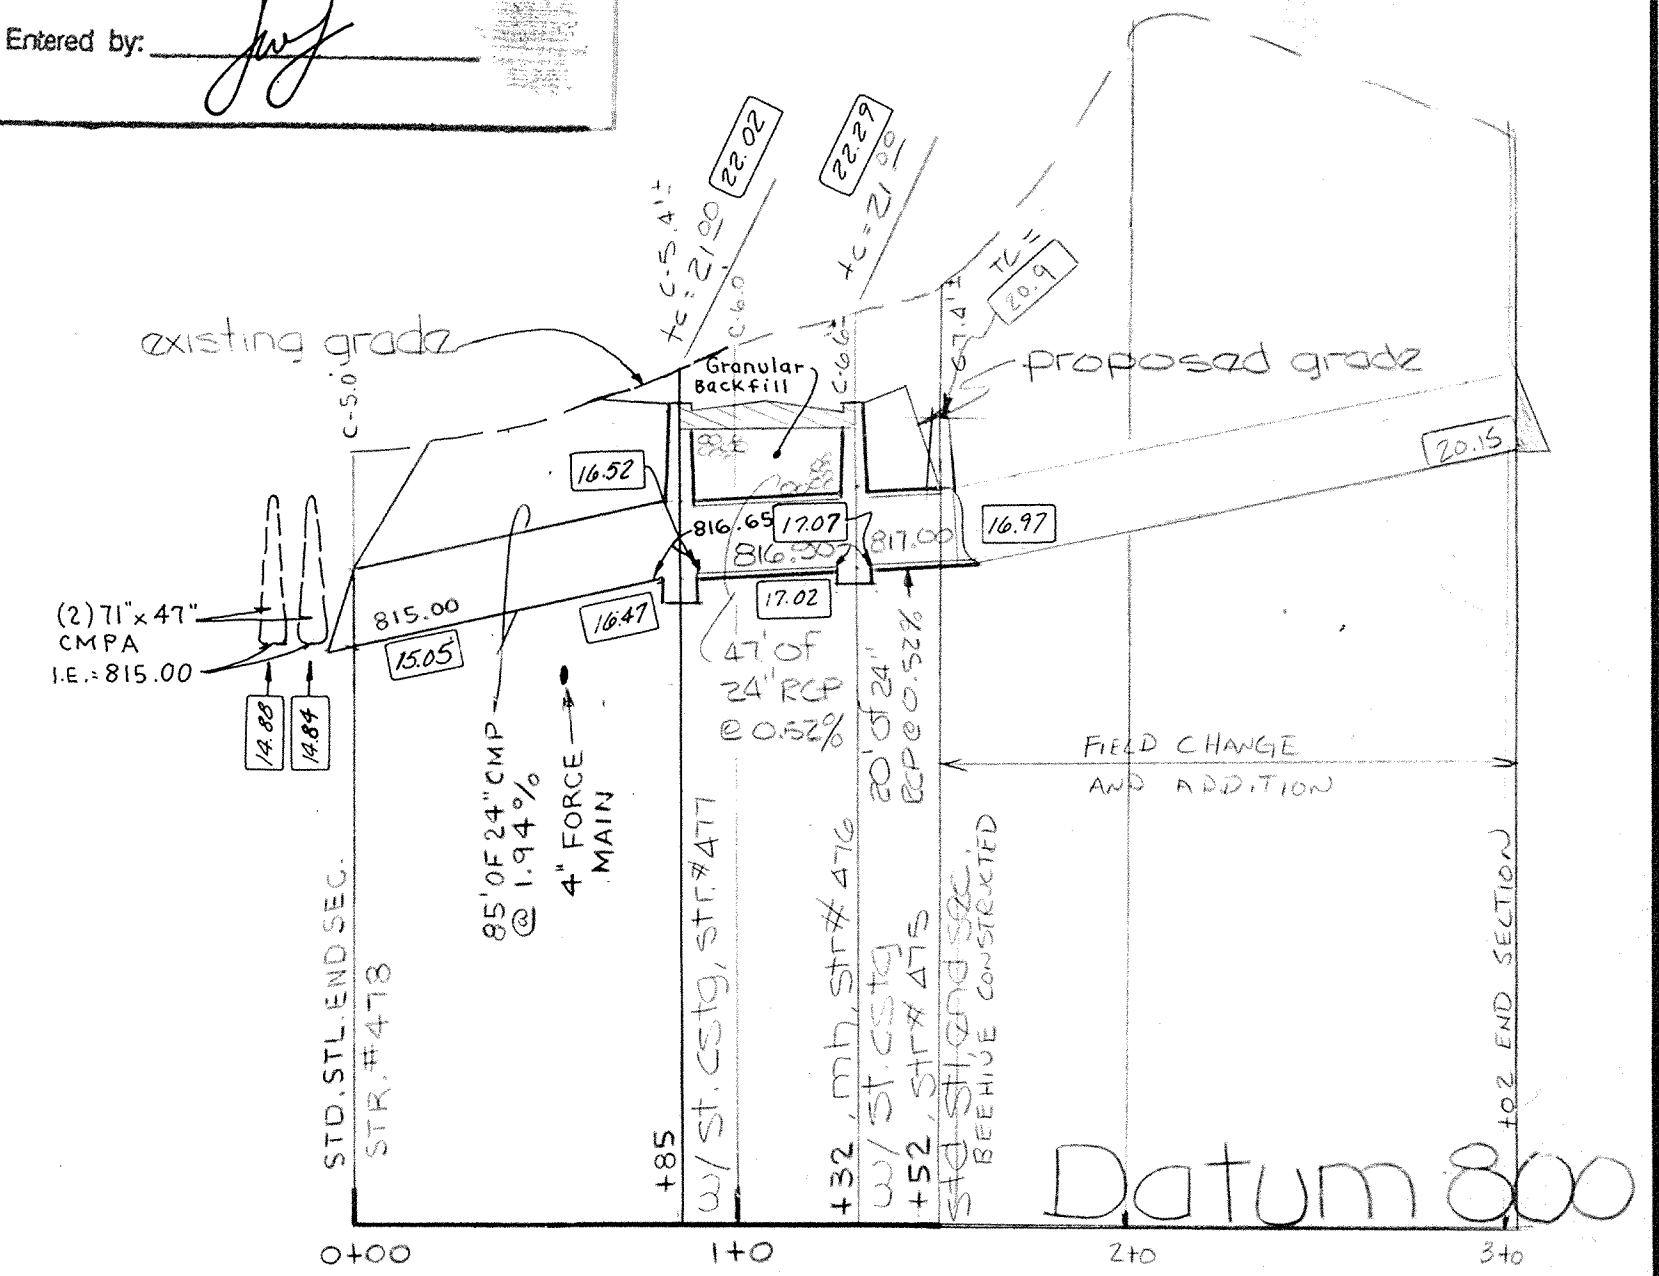 Entered by:
22.02
22.29
C-5.4'±
tc = 21.00
C-6.0'
tc = 21.00
TC =
20.9
existing grade
C-5.0'
Granular
Backfill
C-6.6'±
C-7.4'±
proposed grade
20.15
16.52
816.65
17.07
817.00
16.97
816.90
(2) 71" x 47"
CMPA
I.E.: 815.00
815.00
15.05
16.47
17.02
14.88
14.84
47' OF
24" RCP
@ 0.52%
20' of 24"
RCP @ 0.52%
FIELD CHANGE
AND ADDITION
85' OF 24" CMP
@ 1.94%
4" FORCE
MAIN
STD. STL. END SEC.
STR. #478
+85
w/ st. cstg, str. #477
+32, mh, str# 476
w/ st. cstg
+52, str# 475
std stl end sec.
BEEHIVE CONSTRUCTED
+02 END SECTION
Datum 800
0+00
1+0
2+0
3+0